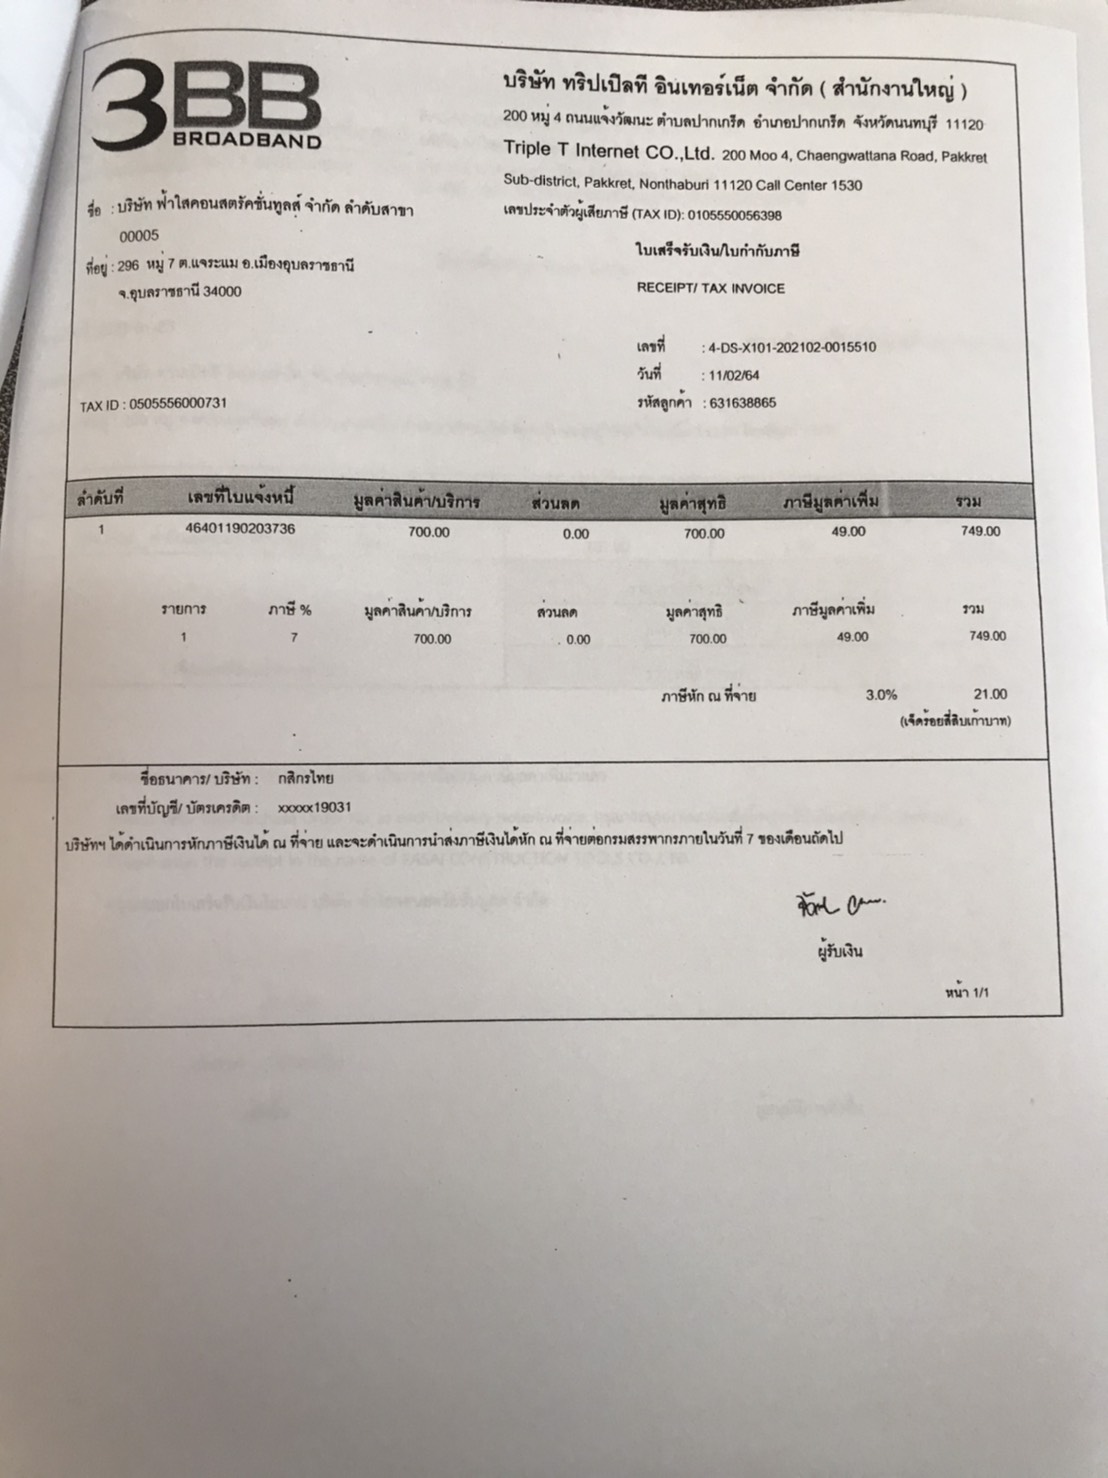 3BB
BROADBAND
บริษัท ทริปเปิลที อินเทอร์เน็ต จำกัด ( สำนักงานใหญ่ )
200 หมู่ 4 ถนนแจ้งวัฒนะ ตำบลปากเกร็ด อำเภอปากเกร็ด จังหวัดนนทบุรี 11120
Triple T Internet CO.,Ltd. 200 Moo 4, Chaengwattana Road, Pakkret
Sub-district, Pakkret, Nonthaburi 11120 Call Center 1530
เลขประจำตัวผู้เสียภาษี (TAX ID): 0105550056398
ชื่อ : บริษัท ฟ้าใสคอนสตรัคชั่นทูลส์ จำกัด ลำดับสาขา
00005
ที่อยู่ : 296 หมู่ 7 ต.แจระแม อ.เมืองอุบลราชธานี
จ.อุบลราชธานี 34000
ใบเสร็จรับเงิน/ใบกำกับภาษี
RECEIPT/ TAX INVOICE
เลขที่ : 4-DS-X101-202102-0015510
วันที่ : 11/02/64
รหัสลูกค้า : 631638865
TAX ID : 0505556000731
ลำดับที่ เลขที่ใบแจ้งหนี้ มูลค่าสินค้า/บริการ ส่วนลด มูลค่าสุทธิ ภาษีมูลค่าเพิ่ม รวม
1 46401190203736 700.00 0.00 700.00 49.00 749.00
รายการ ภาษี % มูลค่าสินค้า/บริการ ส่วนลด มูลค่าสุทธิ ภาษีมูลค่าเพิ่ม รวม
1 7 700.00 0.00 700.00 49.00 749.00
ภาษีหัก ณ ที่จ่าย 3.0% 21.00
(เจ็ดร้อยสี่สิบเก้าบาท)
ชื่อธนาคาร/ บริษัท : กสิกรไทย
เลขที่บัญชี/ บัตรเครดิต : xxxxx19031
บริษัทฯ ได้ดำเนินการหักภาษีเงินได้ ณ ที่จ่าย และจะดำเนินการนำส่งภาษีเงินได้หัก ณ ที่จ่ายต่อกรมสรรพากรภายในวันที่ 7 ของเดือนถัดไป
ผู้รับเงิน
หน้า 1/1